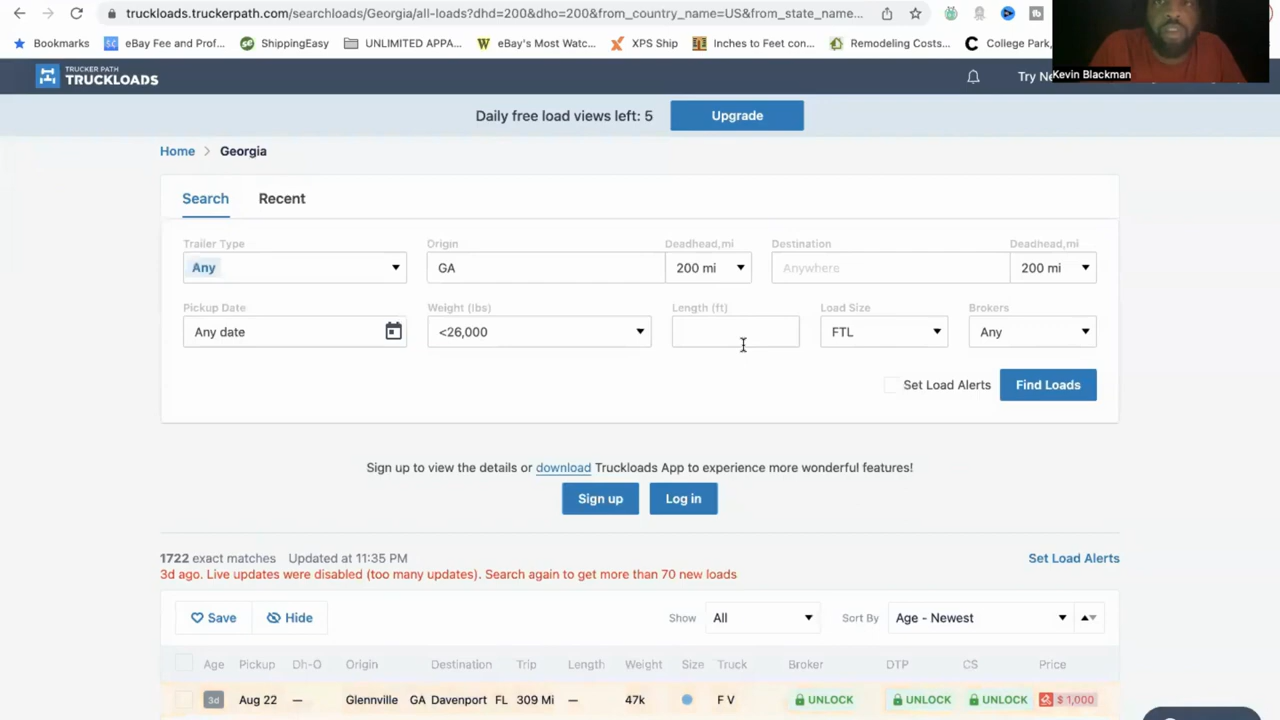 truckloads.truckerpath.com/searchloads/Georgia/all-loads?dhd=200&dho=200&from_country_name=US&from_state_name...
Bookmarks eBay Fee and Prof... ShippingEasy UNLIMITED APPA... eBay's Most Watc... XPS Ship Inches to Feet con... Remodeling Costs... College Park,
Kevin Blackman
TRUCKER PATH
TRUCKLOADS
Try Ne
Daily free load views left: 5 Upgrade
Home > Georgia
Search Recent
Trailer Type Origin Deadhead,mi Destination Deadhead,mi
Any GA 200 mi Anywhere 200 mi
Pickup Date Weight (lbs) Length (ft) Load Size Brokers
Any date <26,000 FTL Any
Set Load Alerts Find Loads
Sign up to view the details or download Truckloads App to experience more wonderful features!
Sign up Log in
1722 exact matches Updated at 11:35 PM Set Load Alerts
3d ago. Live updates were disabled (too many updates). Search again to get more than 70 new loads
Save Hide Show All Sort By Age - Newest
Age Pickup Dh-O Origin Destination Trip Length Weight Size Truck Broker DTP CS Price
3d Aug 22 — Glennville GA Davenport FL 309 Mi — 47k F V UNLOCK UNLOCK UNLOCK $ 1,000